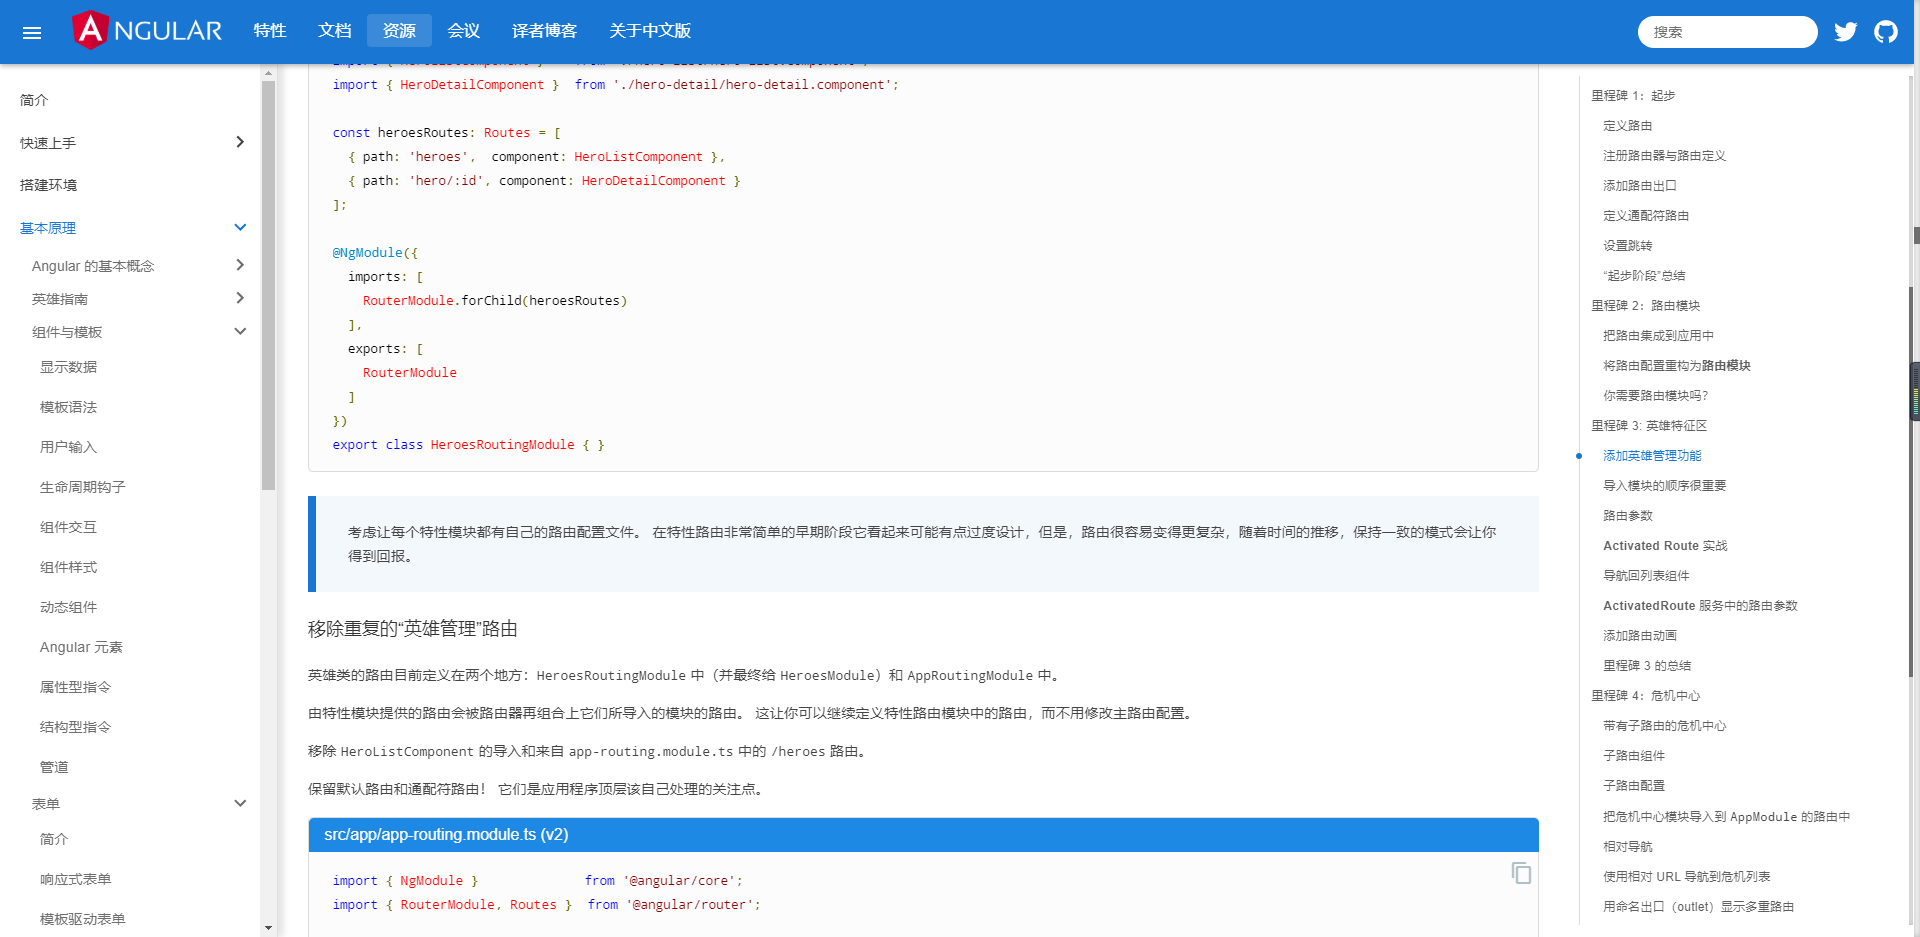 ANGULAR
特性
文档
资源
会议
译者博客
关于中文版
搜索
简介
快速上手
搭建环境
基本原理
Angular 的基本概念
英雄指南
组件与模板
显示数据
模板语法
用户输入
生命周期钩子
组件交互
组件样式
动态组件
Angular 元素
属性型指令
结构型指令
管道
表单
简介
响应式表单
模板驱动表单
import { HeroDetailComponent }  from './hero-detail/hero-detail.component';
const heroesRoutes: Routes = [
{ path: 'heroes',  component: HeroListComponent },
{ path: 'hero/:id', component: HeroDetailComponent }
];
@NgModule({
imports: [
RouterModule.forChild(heroesRoutes)
],
exports: [
RouterModule
]
})
export class HeroesRoutingModule { }
考虑让每个特性模块都有自己的路由配置文件。 在特性路由非常简单的早期阶段它看起来可能有点过度设计，但是，路由很容易变得更复杂，随着时间的推移，保持一致的模式会让你
得到回报。
移除重复的“英雄管理”路由
英雄类的路由目前定义在两个地方：HeroesRoutingModule 中（并最终给 HeroesModule）和 AppRoutingModule 中。
由特性模块提供的路由会被路由器再组合上它们所导入的模块的路由。 这让你可以继续定义特性路由模块中的路由，而不用修改主路由配置。
移除 HeroListComponent 的导入和来自 app-routing.module.ts 中的 /heroes 路由。
保留默认路由和通配符路由！ 它们是应用程序顶层该自己处理的关注点。
src/app/app-routing.module.ts (v2)
import { NgModule }              from '@angular/core';
import { RouterModule, Routes }  from '@angular/router';
里程碑 1：起步
定义路由
注册路由器与路由定义
添加路由出口
定义通配符路由
设置跳转
“起步阶段”总结
里程碑 2：路由模块
把路由集成到应用中
将路由配置重构为路由模块
你需要路由模块吗？
里程碑 3: 英雄特征区
添加英雄管理功能
导入模块的顺序很重要
路由参数
Activated Route 实战
导航回列表组件
ActivatedRoute 服务中的路由参数
添加路由动画
里程碑 3 的总结
里程碑 4：危机中心
带有子路由的危机中心
子路由组件
子路由配置
把危机中心模块导入到 AppModule 的路由中
相对导航
使用相对 URL 导航到危机列表
用命名出口（outlet）显示多重路由